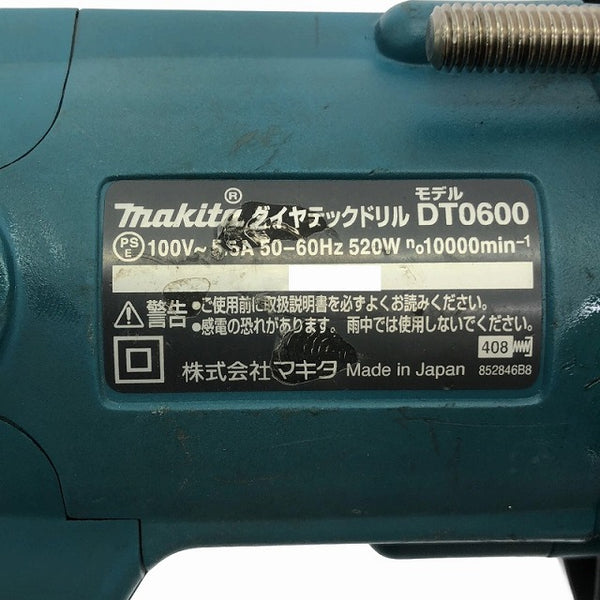 makita® ダイヤテックドリル モデル DT0600
PSE 100V~ 5.5A 50-60Hz 520W n₀10000min⁻¹
警告 •ご使用前に取扱説明書を必ずよくお読みください。
•感電の恐れがあります。雨中では使用しないでください。
408
株式会社マキタ Made in Japan 852846B8